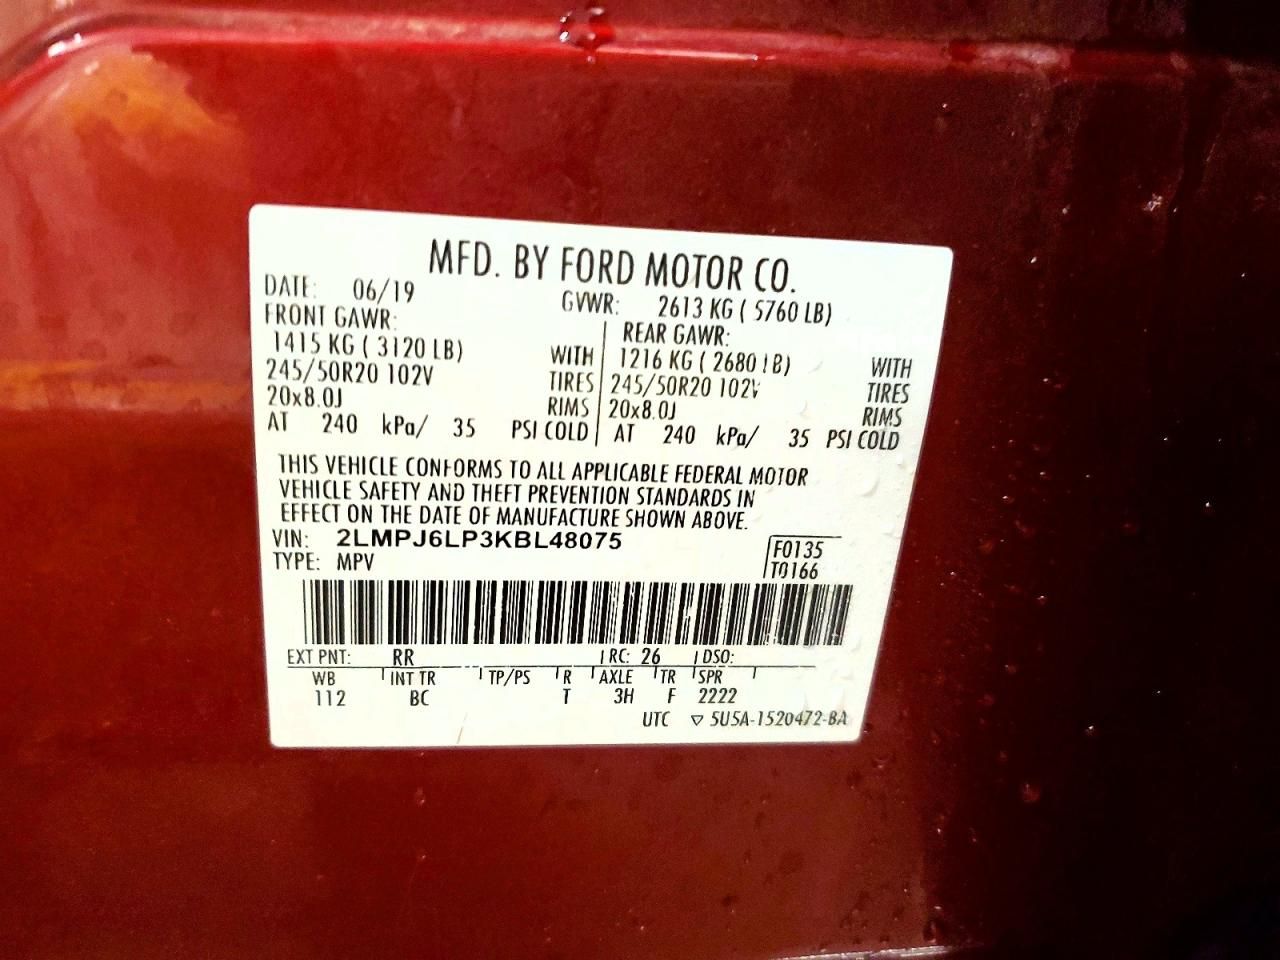 MFD. BY FORD MOTOR CO.
DATE: 06/19 GVWR: 2613 KG ( 5760 LB)
FRONT GAWR: REAR GAWR:
1415 KG ( 3120 LB) WITH 1216 KG ( 2680 LB) WITH
245/50R20 102V TIRES 245/50R20 102V TIRES
20x8.0J RIMS 20x8.0J RIMS
AT 240 kPa/ 35 PSI COLD AT 240 kPa/ 35 PSI COLD
THIS VEHICLE CONFORMS TO ALL APPLICABLE FEDERAL MOTOR
VEHICLE SAFETY AND THEFT PREVENTION STANDARDS IN
EFFECT ON THE DATE OF MANUFACTURE SHOWN ABOVE.
VIN: 2LMPJ6LP3KBL48075 F0135
TYPE: MPV T0166
EXT PNT: RR RC: 26 DSO:
WB INT TR TP/PS R AXLE TR SPR
112 BC T 3H F 2222
UTC ▽ 5U5A-1520472-BA